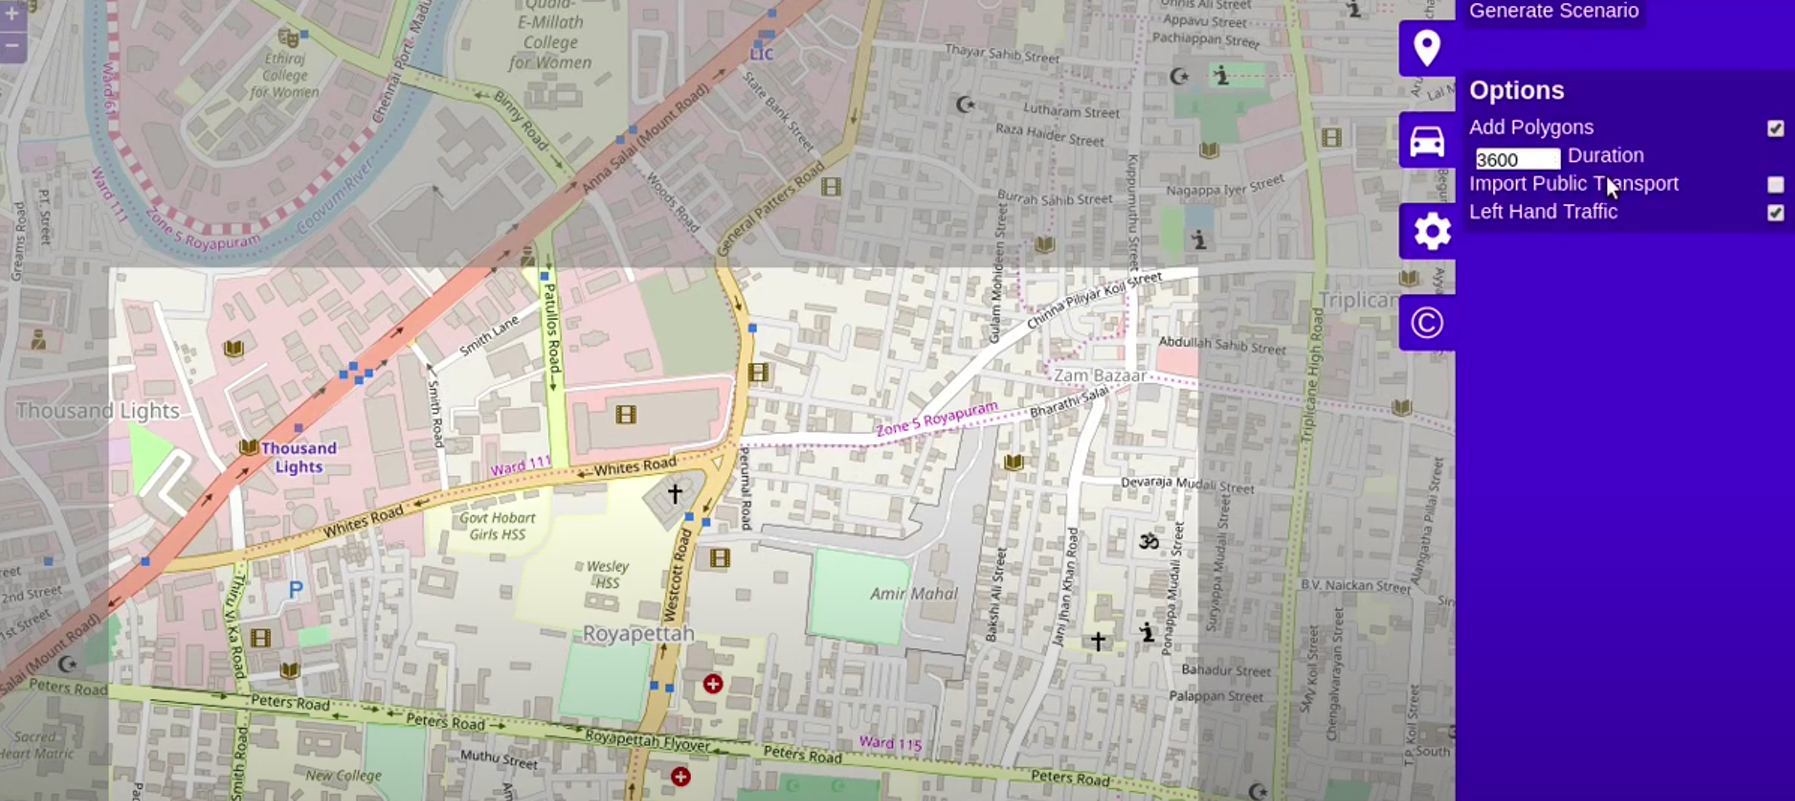 Generate Scenario
Options
Add Polygons
3600 Duration
Import Public Transport
Left Hand Traffic
©
+
−
Quaid-
E-Millath
College
for Women
Ethiraj
College
for Women
LIC
Unnis Ali Street
Appavu Street
Pachiappan Street
Thayar Sahib Street
State Bank Street
Lutharam Street
Raza Haider Street
Binny Road
Anna Salai (Mount Road)
Woods Road
General Patters Road
Burrah Sahib Street
Nagappa Iyer Street
Kuppumuthu Street
Ward 61
Ward 111
Zone 5 Royapuram
Coovum River
P.T. Street
Greams Road
Patullos Road
Smith Lane
Smith Road
Gulam Mohideen Street
Chinna Piliyar Koil Street
Abdullah Sahib Street
Zam Bazaar
Bharathi Salai
Zone 5 Royapuram
Triplicane High Road
Thousand Lights
Thousand
Lights
Ward 111
Whites Road
Whites Road
Perumal Road
Devaraja Mudali Street
Govt Hobart
Girls HSS
Wesley
HSS
Westcott Road
Amir Mahal
Royapettah
Bakshi Ali Street
Jani Jhan Khan Road
Ponappa Mudali Street
Suryappa Mudali Street
Alangatha Pillai Street
B.V. Naickan Street
2nd Street
1st Street
Salai (Mount Road)
P
Thiru Vi Ka Road
Bahadur Street
Palappan Street
SMV Koil Street
Chengalvarayan Street
T.P. Koil Street
South
Peters Road
Peters Road
Peters Road
Royapettah Flyover
Peters Road
Ward 115
Peters Road
Sacred
Heart Matric
Smith Road
New College
Muthu Street